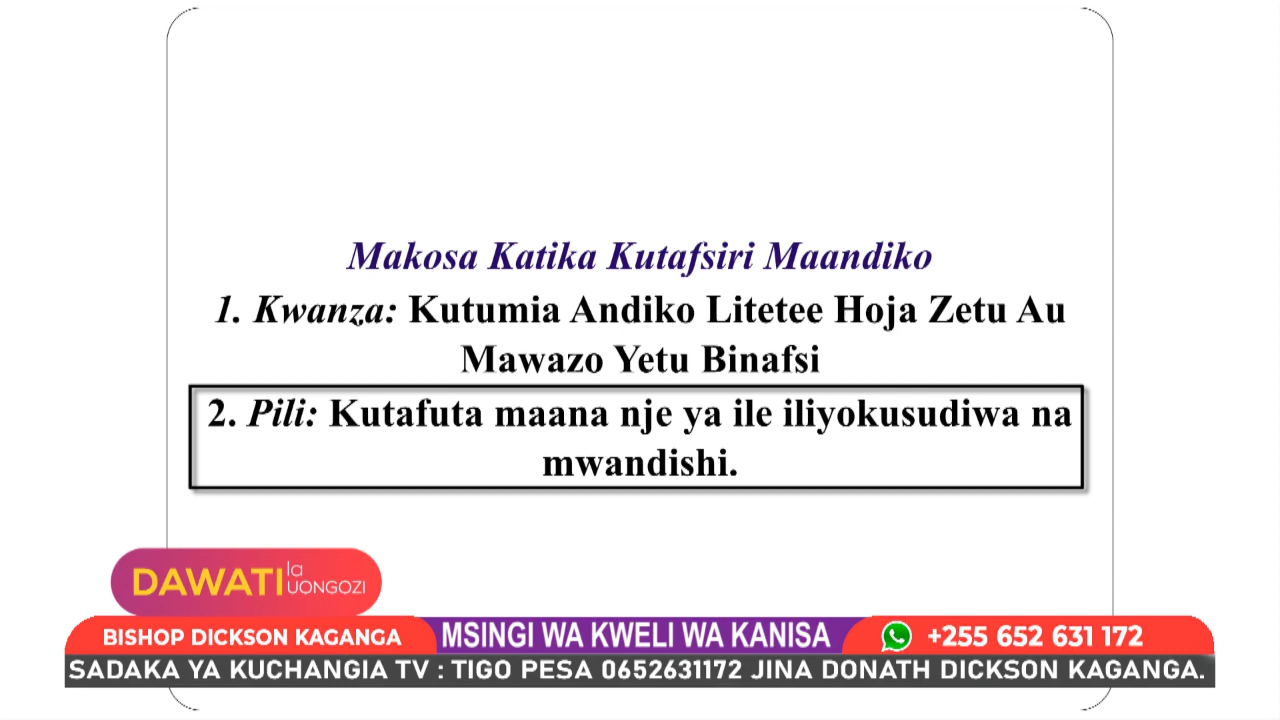 Makosa Katika Kutafsiri Maandiko
1. Kwanza: Kutumia Andiko Litetee Hoja Zetu Au
Mawazo Yetu Binafsi
2. Pili: Kutafuta maana nje ya ile iliyokusudiwa na
mwandishi.
DAWATI la UONGOZI
BISHOP DICKSON KAGANGA
MSINGI WA KWELI WA KANISA
+255 652 631 172
SADAKA YA KUCHANGIA TV : TIGO PESA 0652631172 JINA DONATH DICKSON KAGANGA.